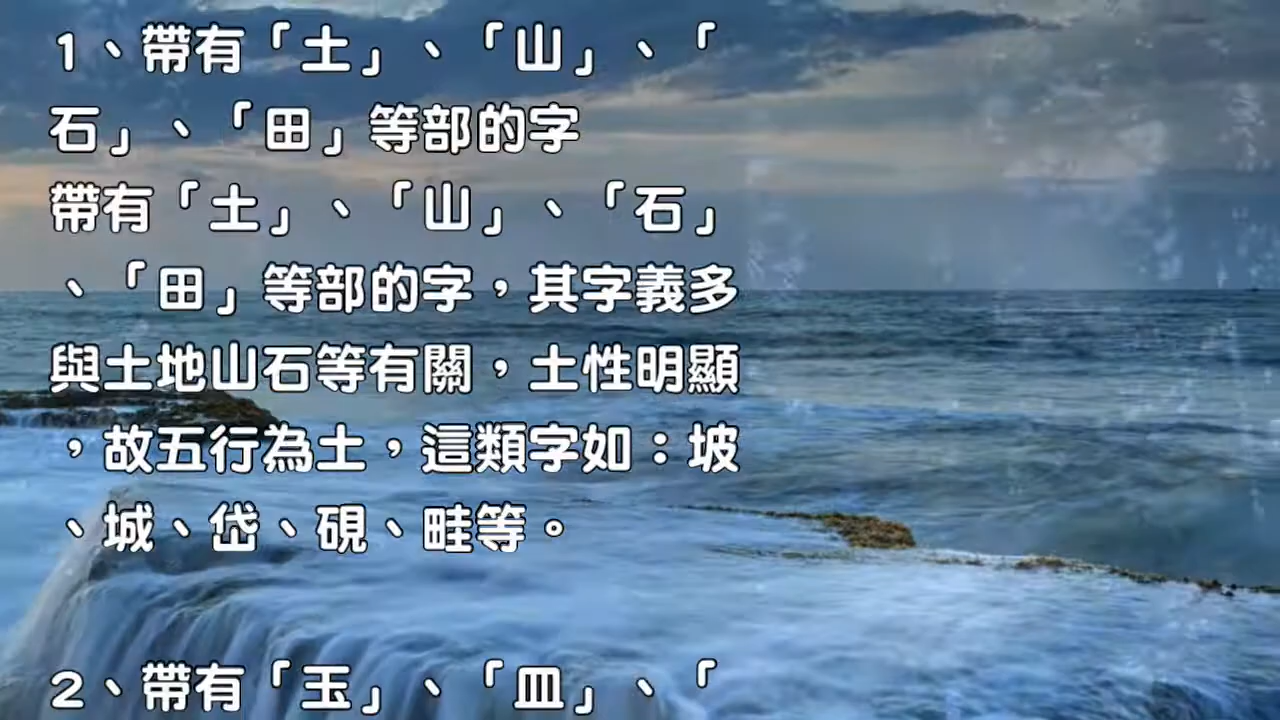 1、帶有「土」、「山」、「
石」、「田」等部的字
帶有「土」、「山」、「石」
、「田」等部的字，其字義多
與土地山石等有關，土性明顯
，故五行為土，這類字如：坡
、城、岱、硯、畦等。
2、帶有「玉」、「皿」、「